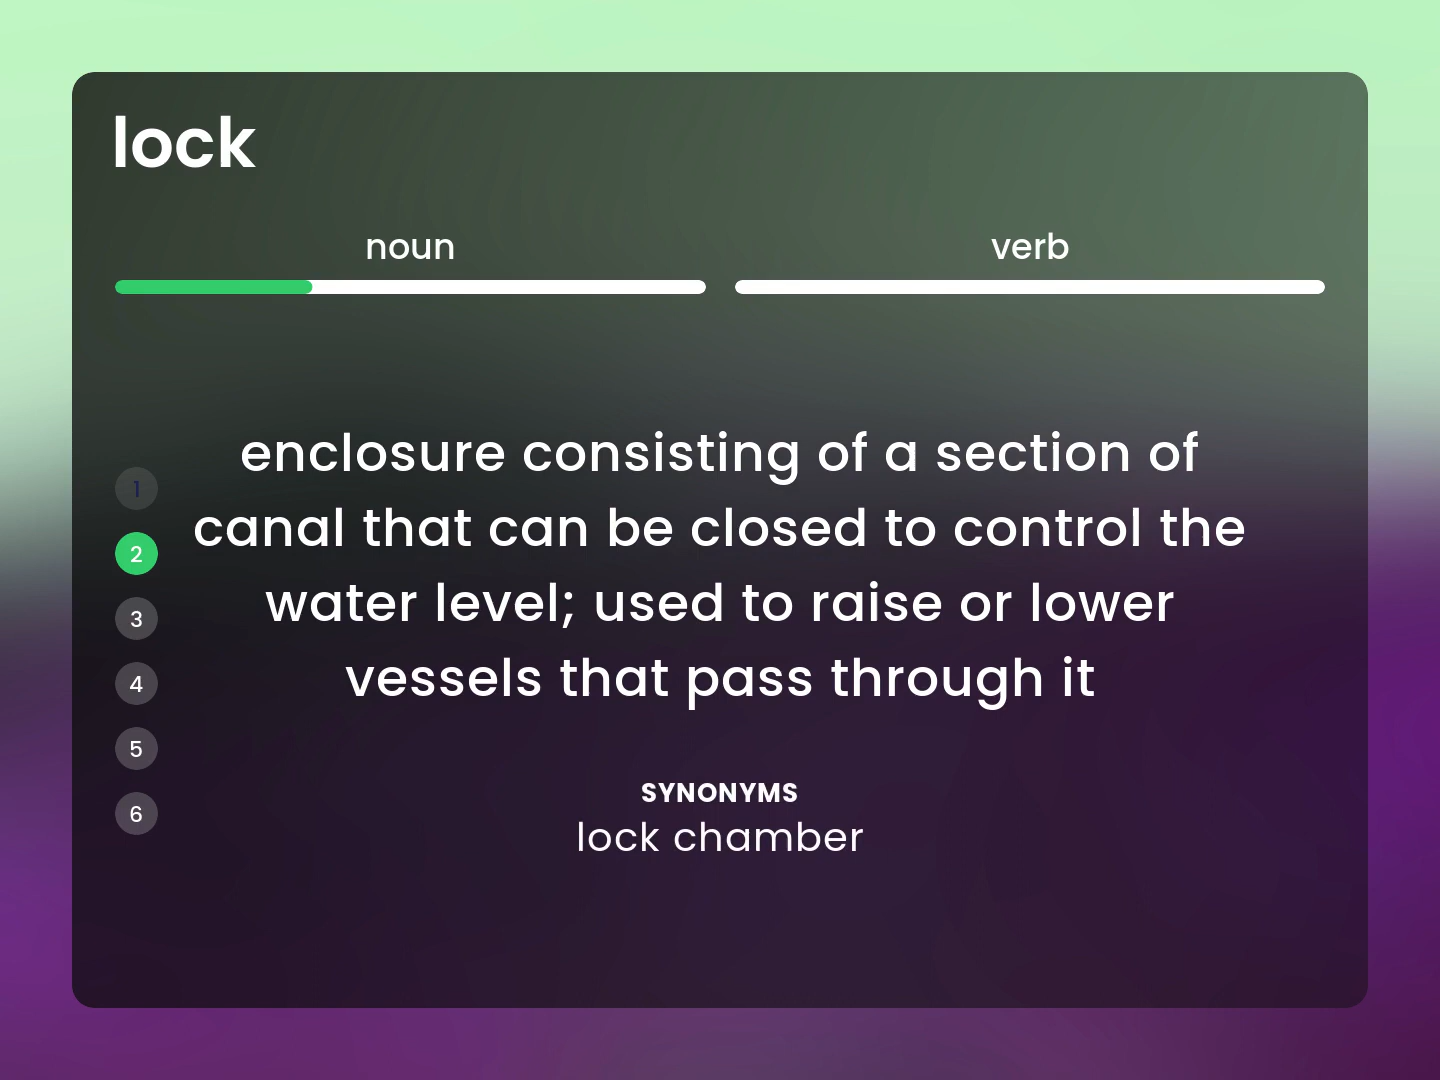 lock
noun
verb
enclosure consisting of a section of
canal that can be closed to control the
water level; used to raise or lower
vessels that pass through it
1
2
3
4
5
6
SYNONYMS
lock chamber